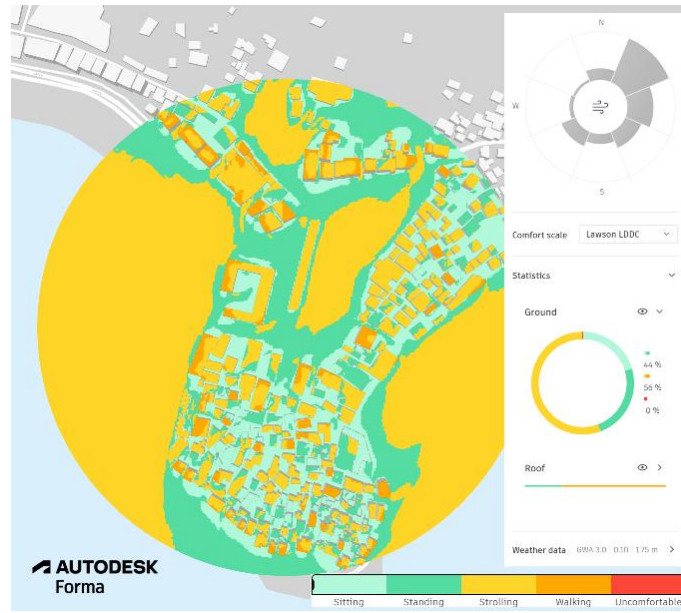 N
W
S
Comfort scale Lawson LDDC
Statistics
Ground
44 %
56 %
0 %
Roof
Weather data GWA 3.0 0.10 1.75 m
AUTODESK
Forma
Sitting Standing Strolling Walking Uncomfortable